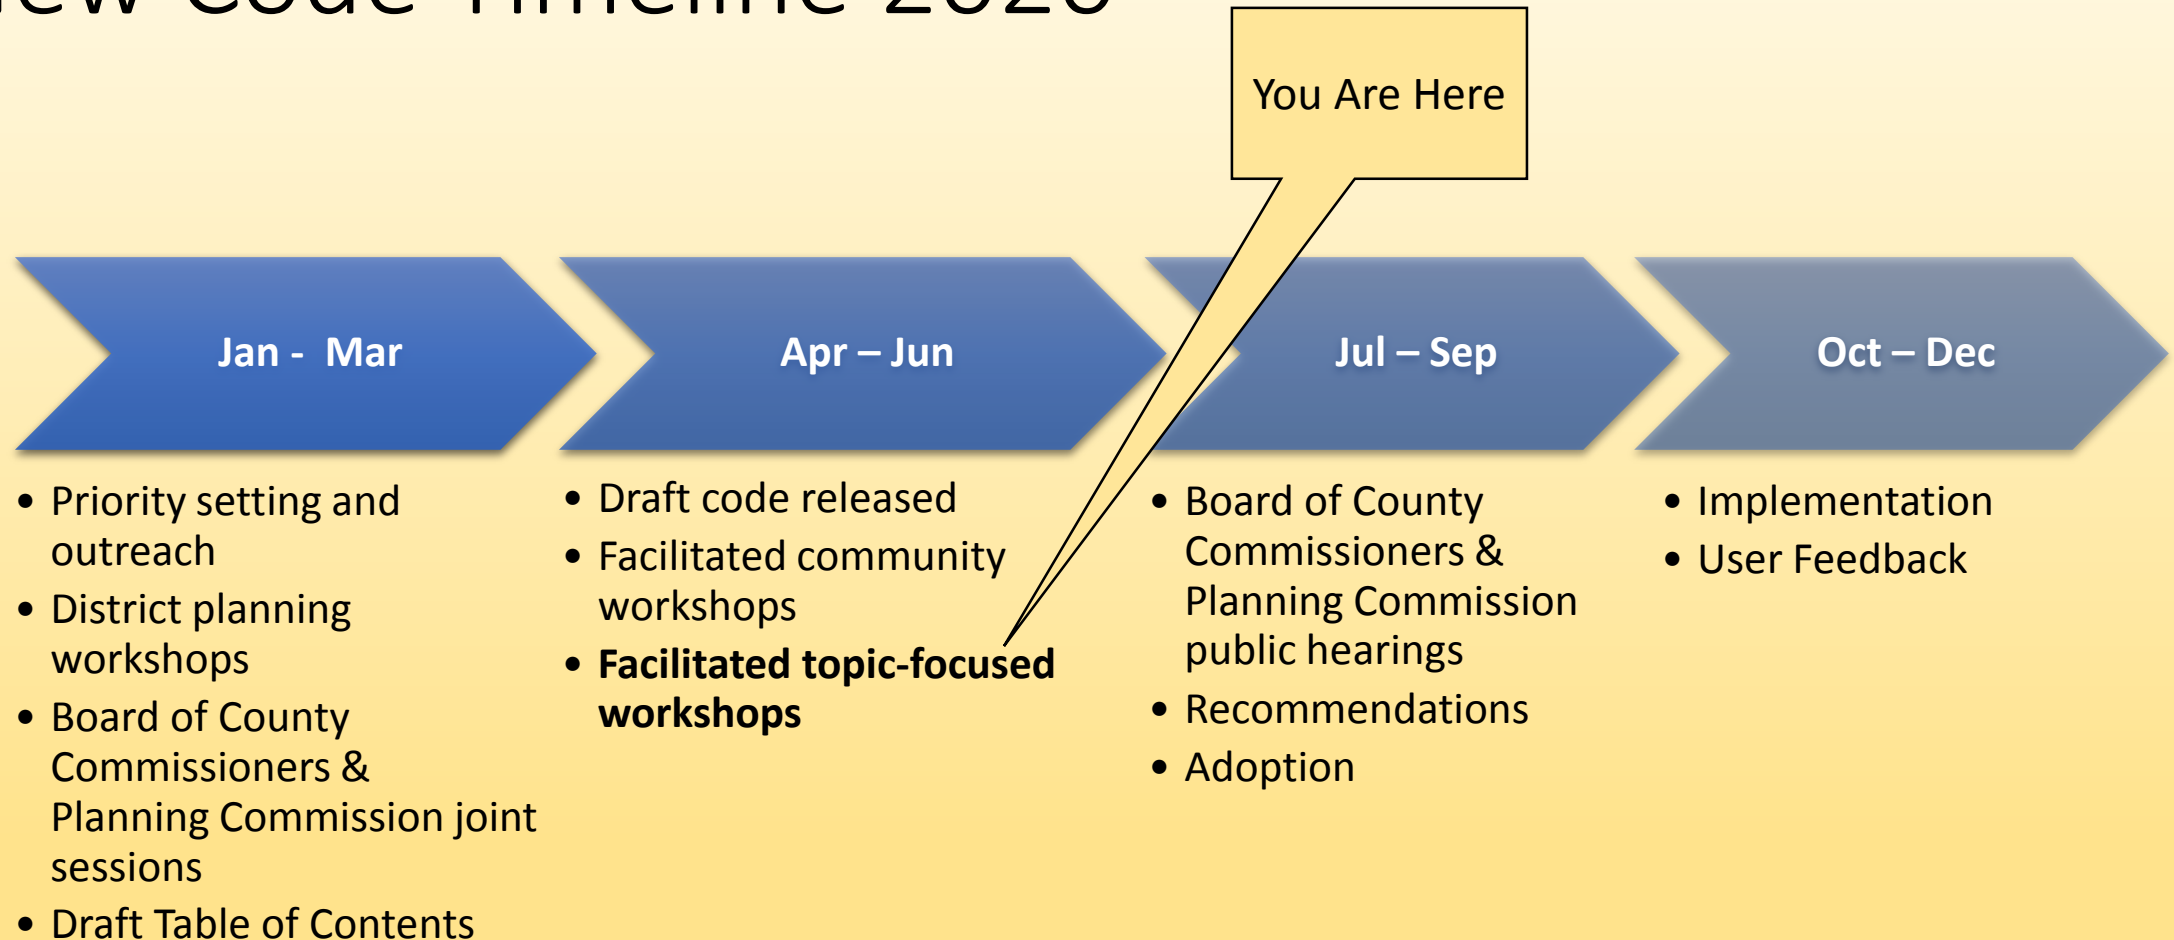 Code Timeline
You Are Here
Jan - Mar
• Priority setting and
outreach
• District planning
workshops
• Board of County
Commissioners &
Planning Commission joint
sessions
• Draft Table of Contents
Apr – Jun
• Draft code released
• Facilitated community
workshops
• Facilitated topic-focused
workshops
Jul – Sep
• Board of County
Commissioners &
Planning Commission
public hearings
• Recommendations
• Adoption
Oct – Dec
• Implementation
• User Feedback